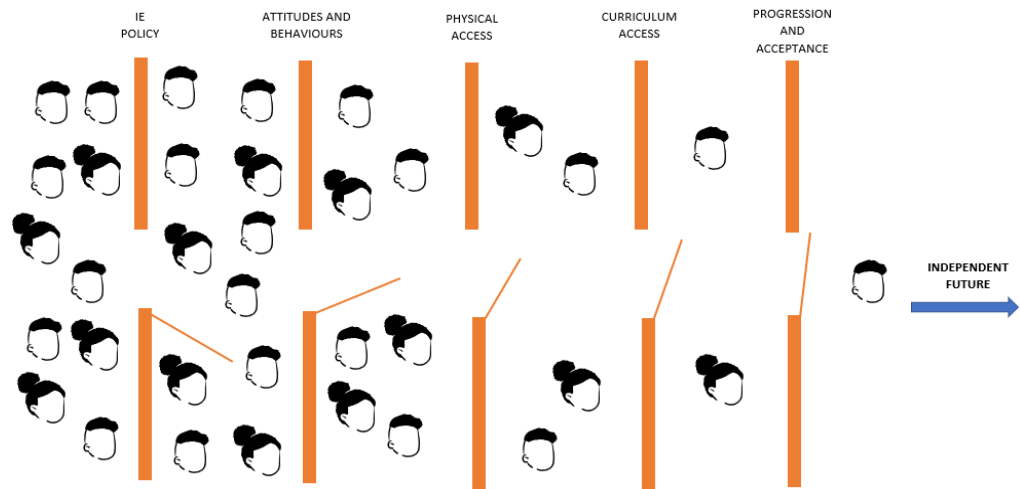 IE
POLICY
ATTITUDES AND
BEHAVIOURS
PHYSICAL
ACCESS
CURRICULUM
ACCESS
PROGRESSION
AND
ACCEPTANCE
INDEPENDENT
FUTURE